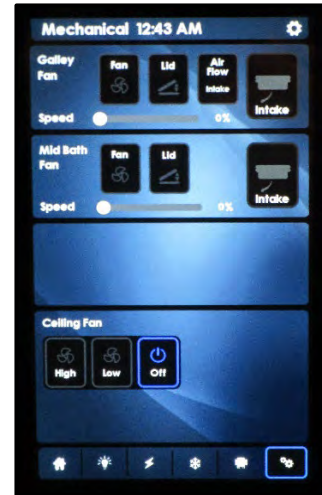 Mechanical 12:43 AM
Galley Fan
Fan
Lid
Air Flow
Intake
Intake
Speed
0%
Mid Bath Fan
Fan
Lid
Intake
Speed
0%
Ceiling Fan
High
Low
Off